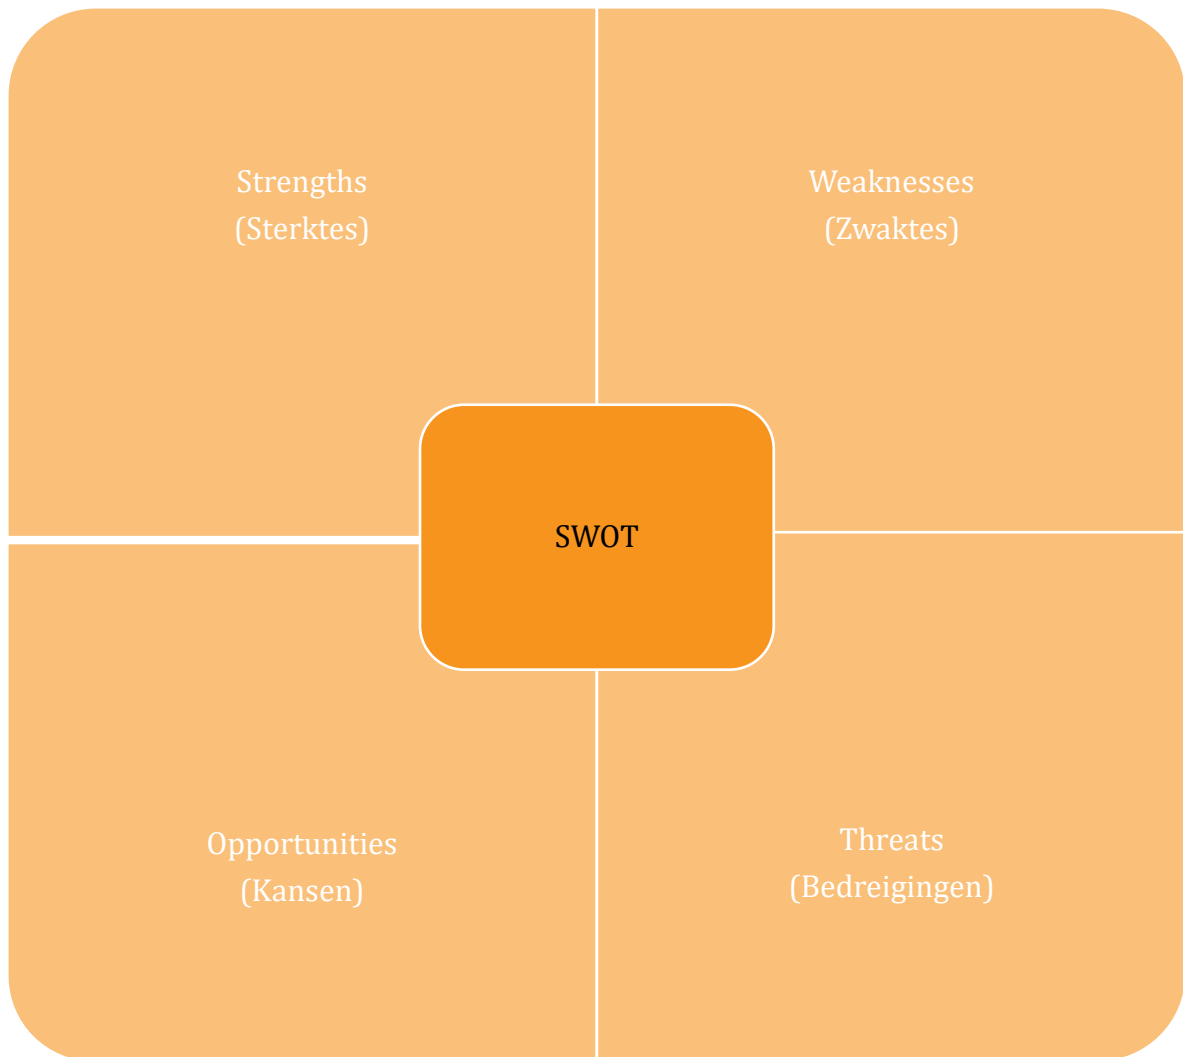 Strengths
(Sterktes)
Weaknesses
(Zwaktes)
SWOT
Opportunities
(Kansen)
Threats
(Bedreigingen)